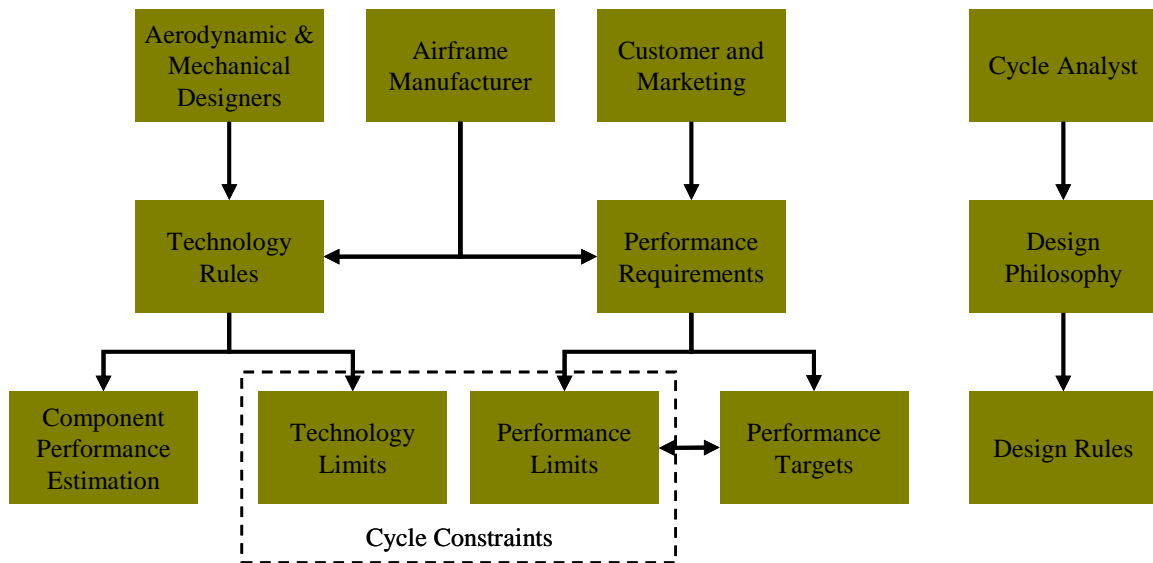 Aerodynamic &
Mechanical
Designers
Airframe
Manufacturer
Customer and
Marketing
Cycle Analyst
Technology
Rules
Performance
Requirements
Design
Philosophy
Component
Performance
Estimation
Technology
Limits
Performance
Limits
Performance
Targets
Design Rules
Cycle Constraints